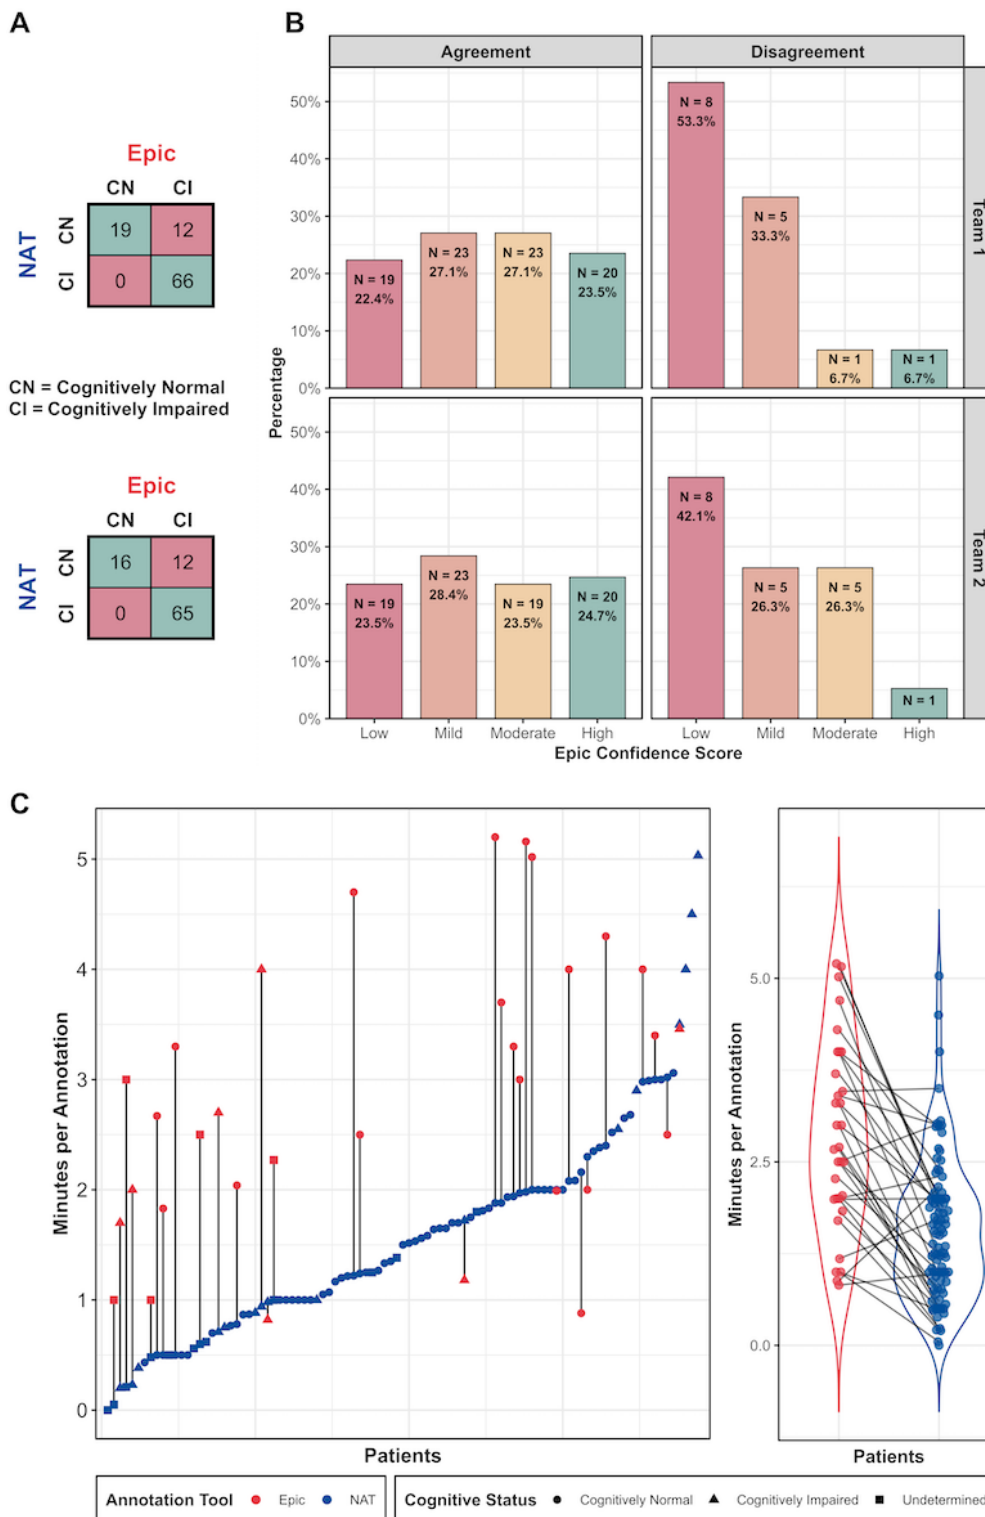 A
B
Epic
CN CI
NAT
CN 19 12
CI 0 66
CN = Cognitively Normal
CI = Cognitively Impaired
Epic
CN CI
NAT
CN 16 12
CI 0 65
Agreement Disagreement
Team 1
Team 2
Percentage
50%
40%
30%
20%
10%
0%
N = 19
22.4%
N = 23
27.1%
N = 23
27.1%
N = 20
23.5%
N = 8
53.3%
N = 5
33.3%
N = 1
6.7%
N = 1
6.7%
50%
40%
30%
20%
10%
0%
N = 19
23.5%
N = 23
28.4%
N = 19
23.5%
N = 20
24.7%
N = 8
42.1%
N = 5
26.3%
N = 5
26.3%
N = 1
Low Mild Moderate High Low Mild Moderate High
Epic Confidence Score
C
Minutes per Annotation
5
4
3
2
1
0
Patients
Minutes per Annotation
5.0
2.5
0.0
Patients
Annotation Tool Epic NAT
Cognitive Status Cognitively Normal Cognitively Impaired Undetermined